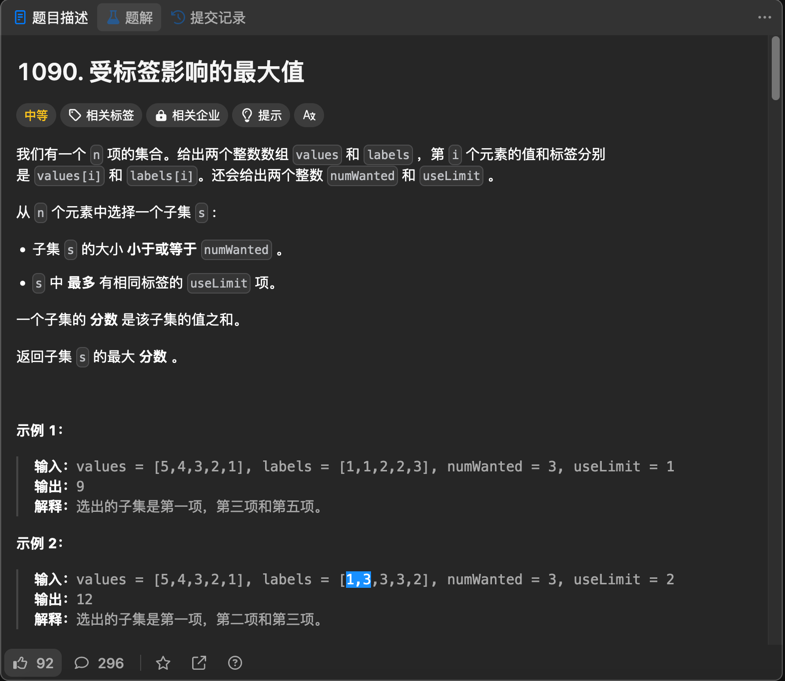 题目描述 题解 提交记录
1090. 受标签影响的最大值
中等 相关标签 相关企业 提示 Aあ
我们有一个 n 项的集合。给出两个整数数组 values 和 labels ，第 i 个元素的值和标签分别
是 values[i] 和 labels[i]。还会给出两个整数 numWanted 和 useLimit 。
从 n 个元素中选择一个子集 s :
• 子集 s 的大小 小于或等于 numWanted 。
• s 中 最多 有相同标签的 useLimit 项。
一个子集的 分数 是该子集的值之和。
返回子集 s 的最大 分数 。
示例 1：
输入：values = [5,4,3,2,1], labels = [1,1,2,2,3], numWanted = 3, useLimit = 1
输出：9
解释：选出的子集是第一项，第三项和第五项。
示例 2：
输入：values = [5,4,3,2,1], labels = [1,3,3,3,2], numWanted = 3, useLimit = 2
输出：12
解释：选出的子集是第一项，第二项和第三项。
92 296